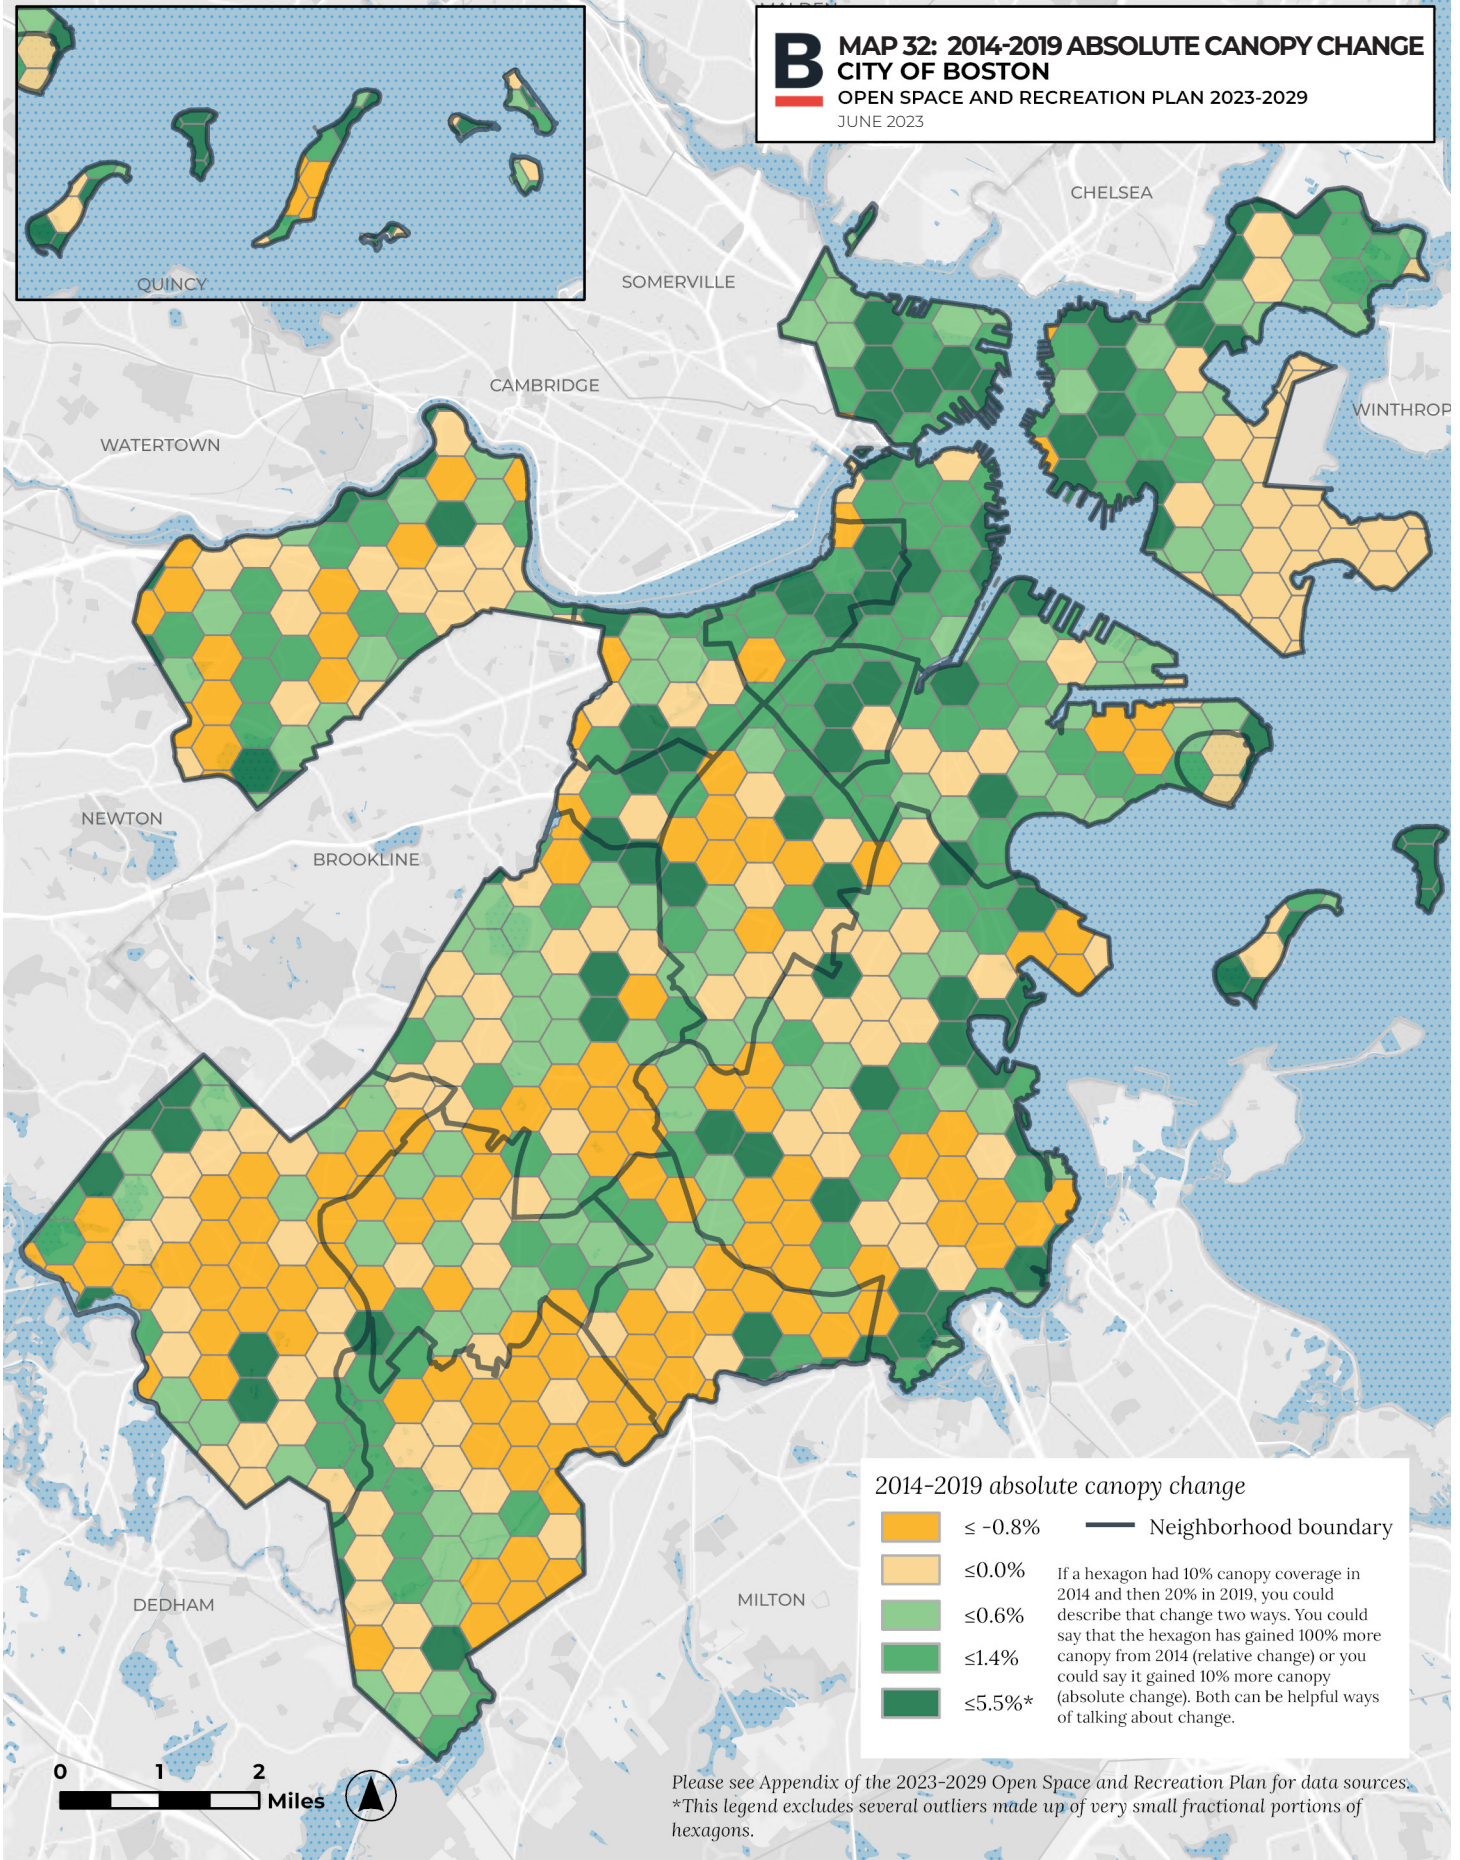 MALDEN
B
MAP 32: 2014-2019 ABSOLUTE CANOPY CHANGE
CITY OF BOSTON
OPEN SPACE AND RECREATION PLAN 2023-2029
JUNE 2023
CHELSEA
QUINCY
SOMERVILLE
CAMBRIDGE
WINTHROP
WATERTOWN
NEWTON
BROOKLINE
DEDHAM
MILTON
2014-2019 absolute canopy change
≤ -0.8%
≤0.0%
≤0.6%
≤1.4%
≤5.5%*
Neighborhood boundary
If a hexagon had 10% canopy coverage in
2014 and then 20% in 2019, you could
describe that change two ways. You could
say that the hexagon has gained 100% more
canopy from 2014 (relative change) or you
could say it gained 10% more canopy
(absolute change). Both can be helpful ways
of talking about change.
0 1 2
Miles
Please see Appendix of the 2023-2029 Open Space and Recreation Plan for data sources.
*This legend excludes several outliers made up of very small fractional portions of
hexagons.